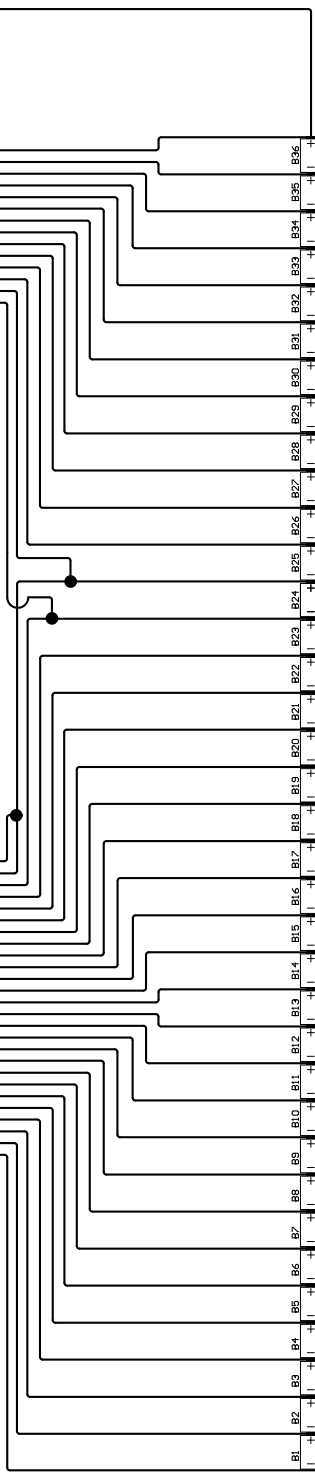 +
B36
−
+
B35
−
+
B34
−
+
B33
−
+
B32
−
+
B31
−
+
B30
−
+
B29
−
+
B28
−
+
B27
−
+
B26
−
+
B25
−
+
B24
−
+
B23
−
+
B22
−
+
B21
−
+
B20
−
+
B19
−
+
B18
−
+
B17
−
+
B16
−
+
B15
−
+
B14
−
+
B13
−
+
B12
−
+
B11
−
+
B10
−
+
B9
−
+
B8
−
+
B7
−
+
B6
−
+
B5
−
+
B4
−
+
B3
−
+
B2
−
+
B1
−